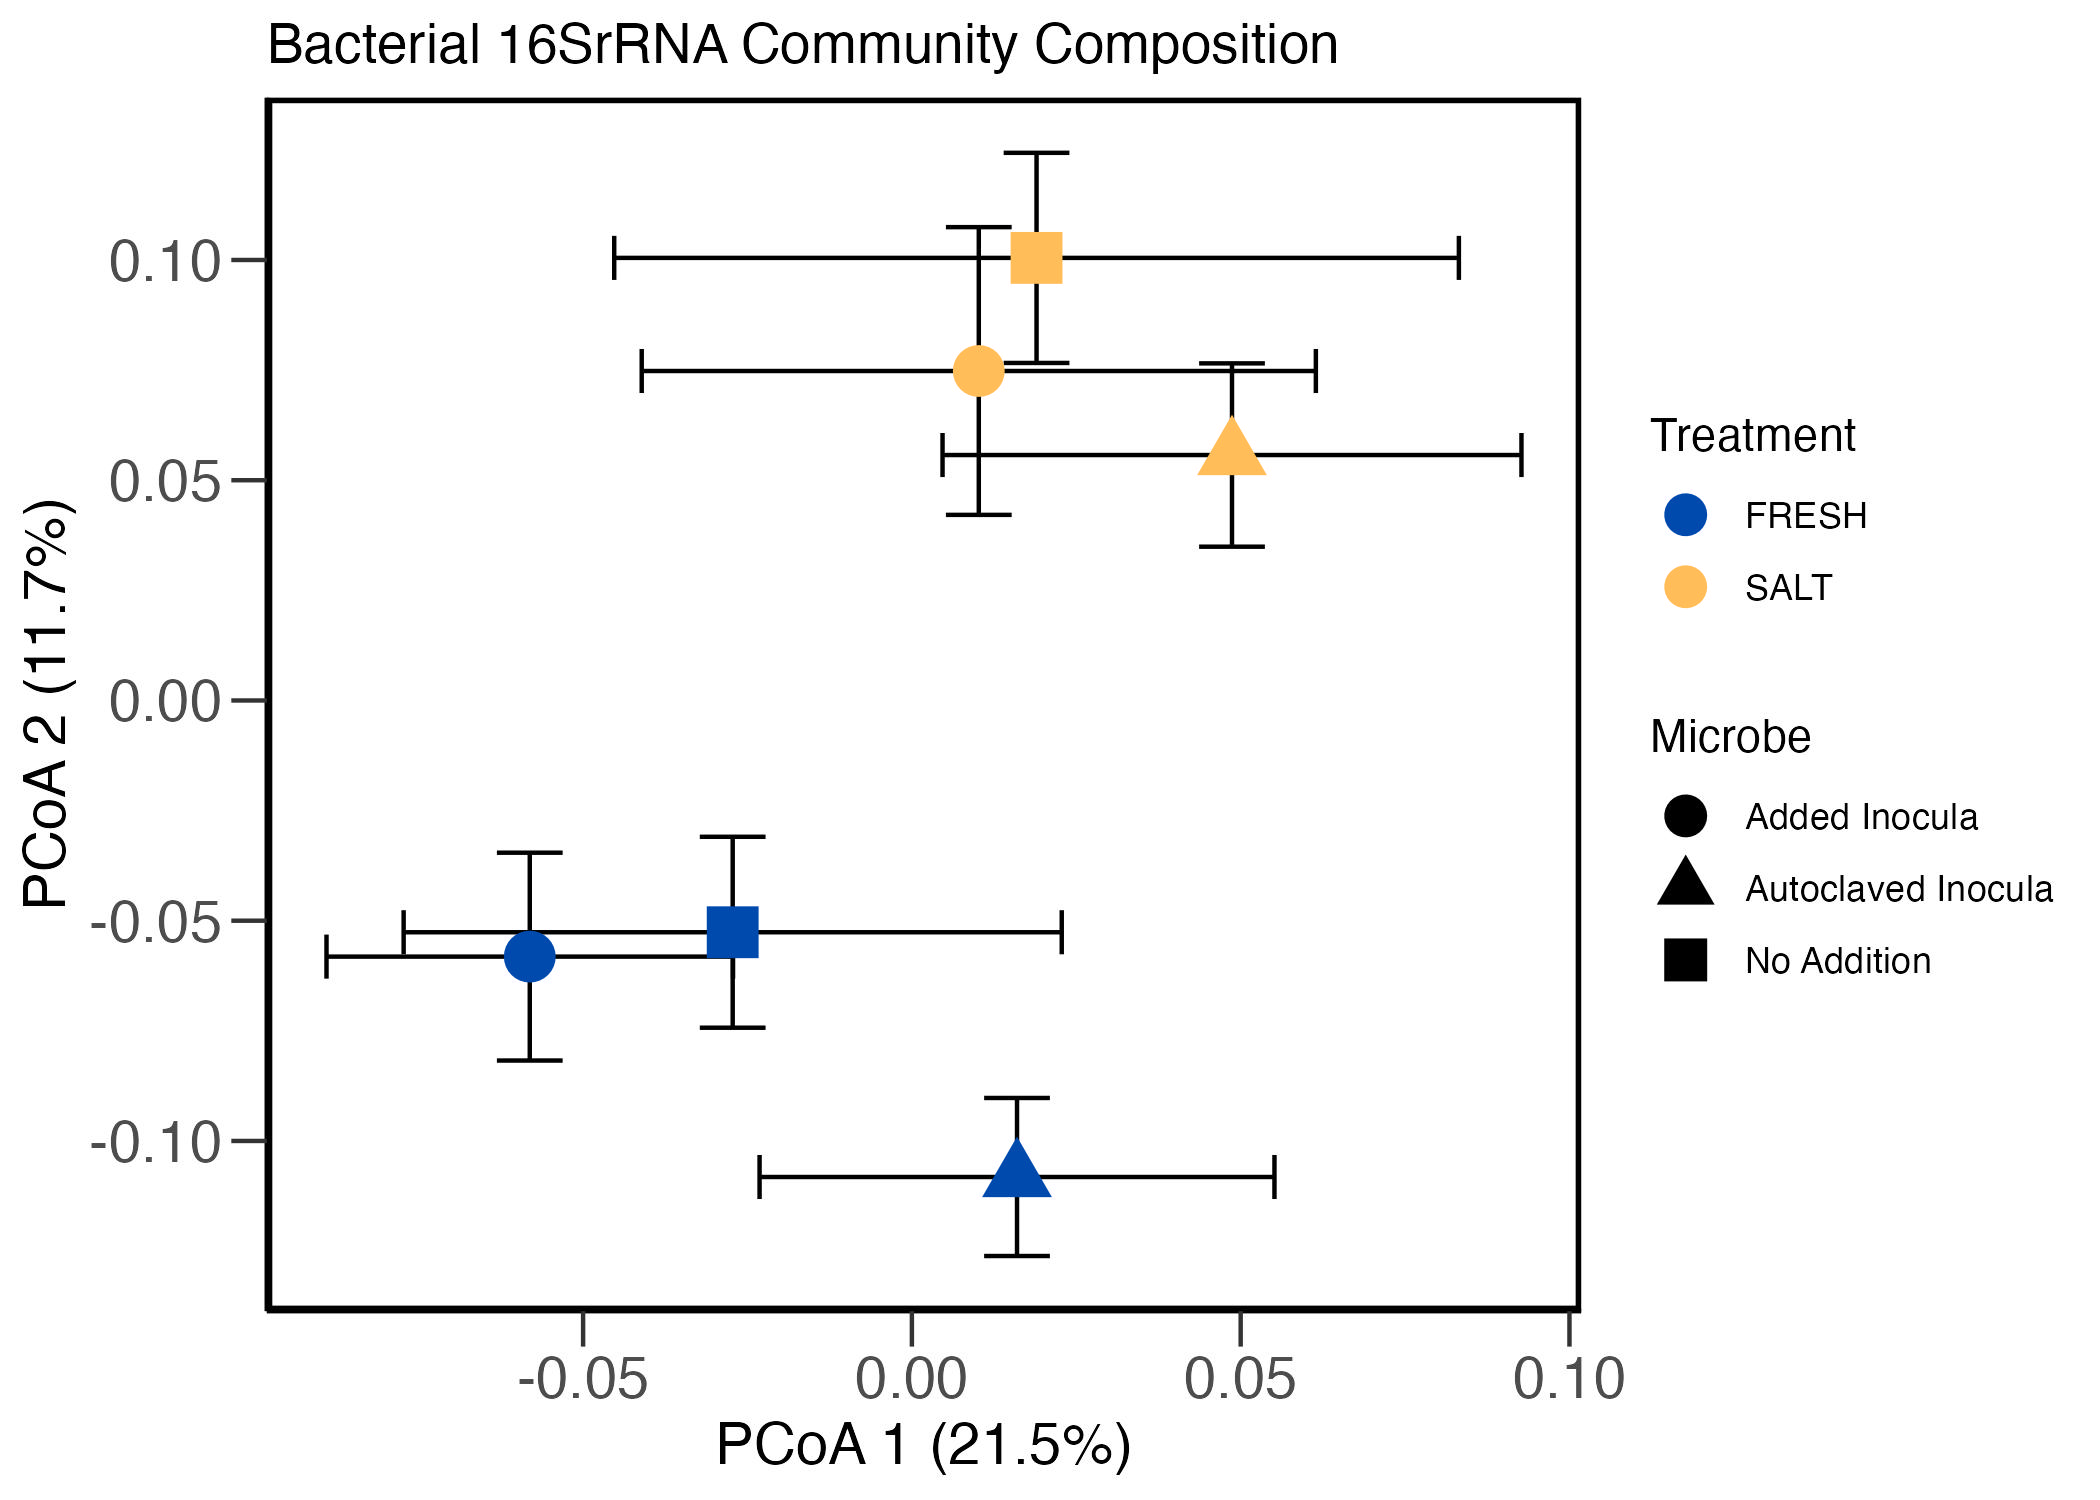 Bacterial 16SrRNA Community Composition
PCoA 2 (11.7%)
0.10
0.05
0.00
-0.05
-0.10
-0.05
0.00
0.05
0.10
PCoA 1 (21.5%)
Treatment
FRESH
SALT
Microbe
Added Inocula
Autoclaved Inocula
No Addition